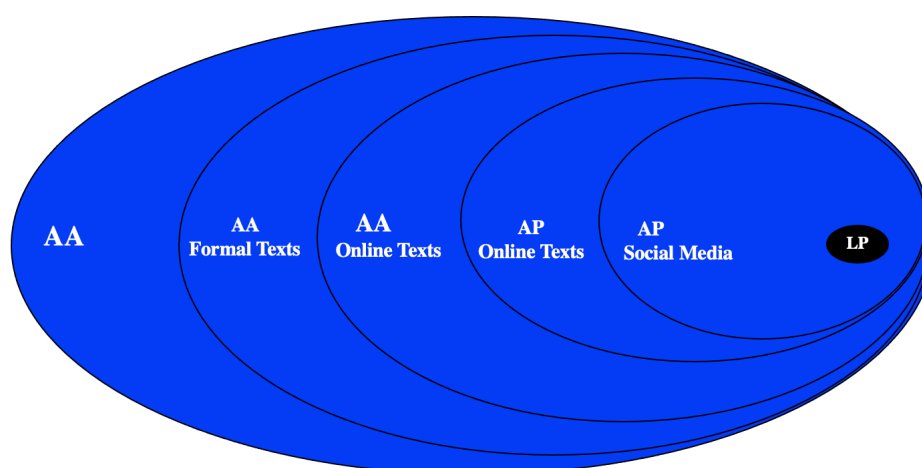 AA
AA
Formal Texts
AA
Online Texts
AP
Online Texts
AP
Social Media
LP